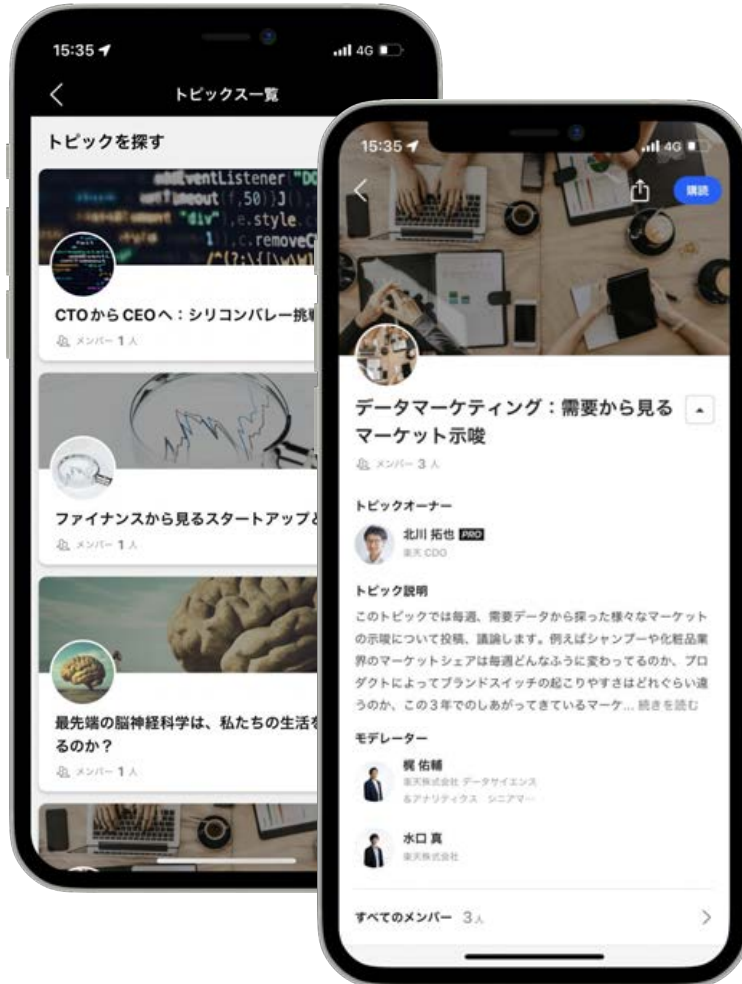 15:35
4G
トピックス一覧
トピックを探す
mddEventListener("DO
timeout(f,50)}J(),
"div"),e.style.c
1),c.removeC
CTOからCEOへ：シリコンバレー挑
メンバー 1 人
ファイナンスから見るスタートアップ
メンバー 1 人
最先端の脳神経科学は、私たちの生活を
るのか？
メンバー 1 人
15:35
4G
購読
データマーケティング：需要から見る
マーケット示唆
メンバー 3 人
トピックオーナー
北川 拓也 PRO
楽天 CDO
トピック説明
このトピックでは毎週、需要データから探った様々なマーケット
の示唆について投稿、議論します。例えばシャンプーや化粧品業
界のマーケットシェアは毎週どんなふうに変わってるのか、プロ
ダクトによってブランドスイッチの起こりやすさはどれぐらい違
うのか、この３年でのしあがってきているマーケ... 続きを読む
モデレーター
梶 佑輔
楽天株式会社 データサイエンス
&アナリティクス シニアマ…
水口 真
楽天株式会社
すべてのメンバー 3人